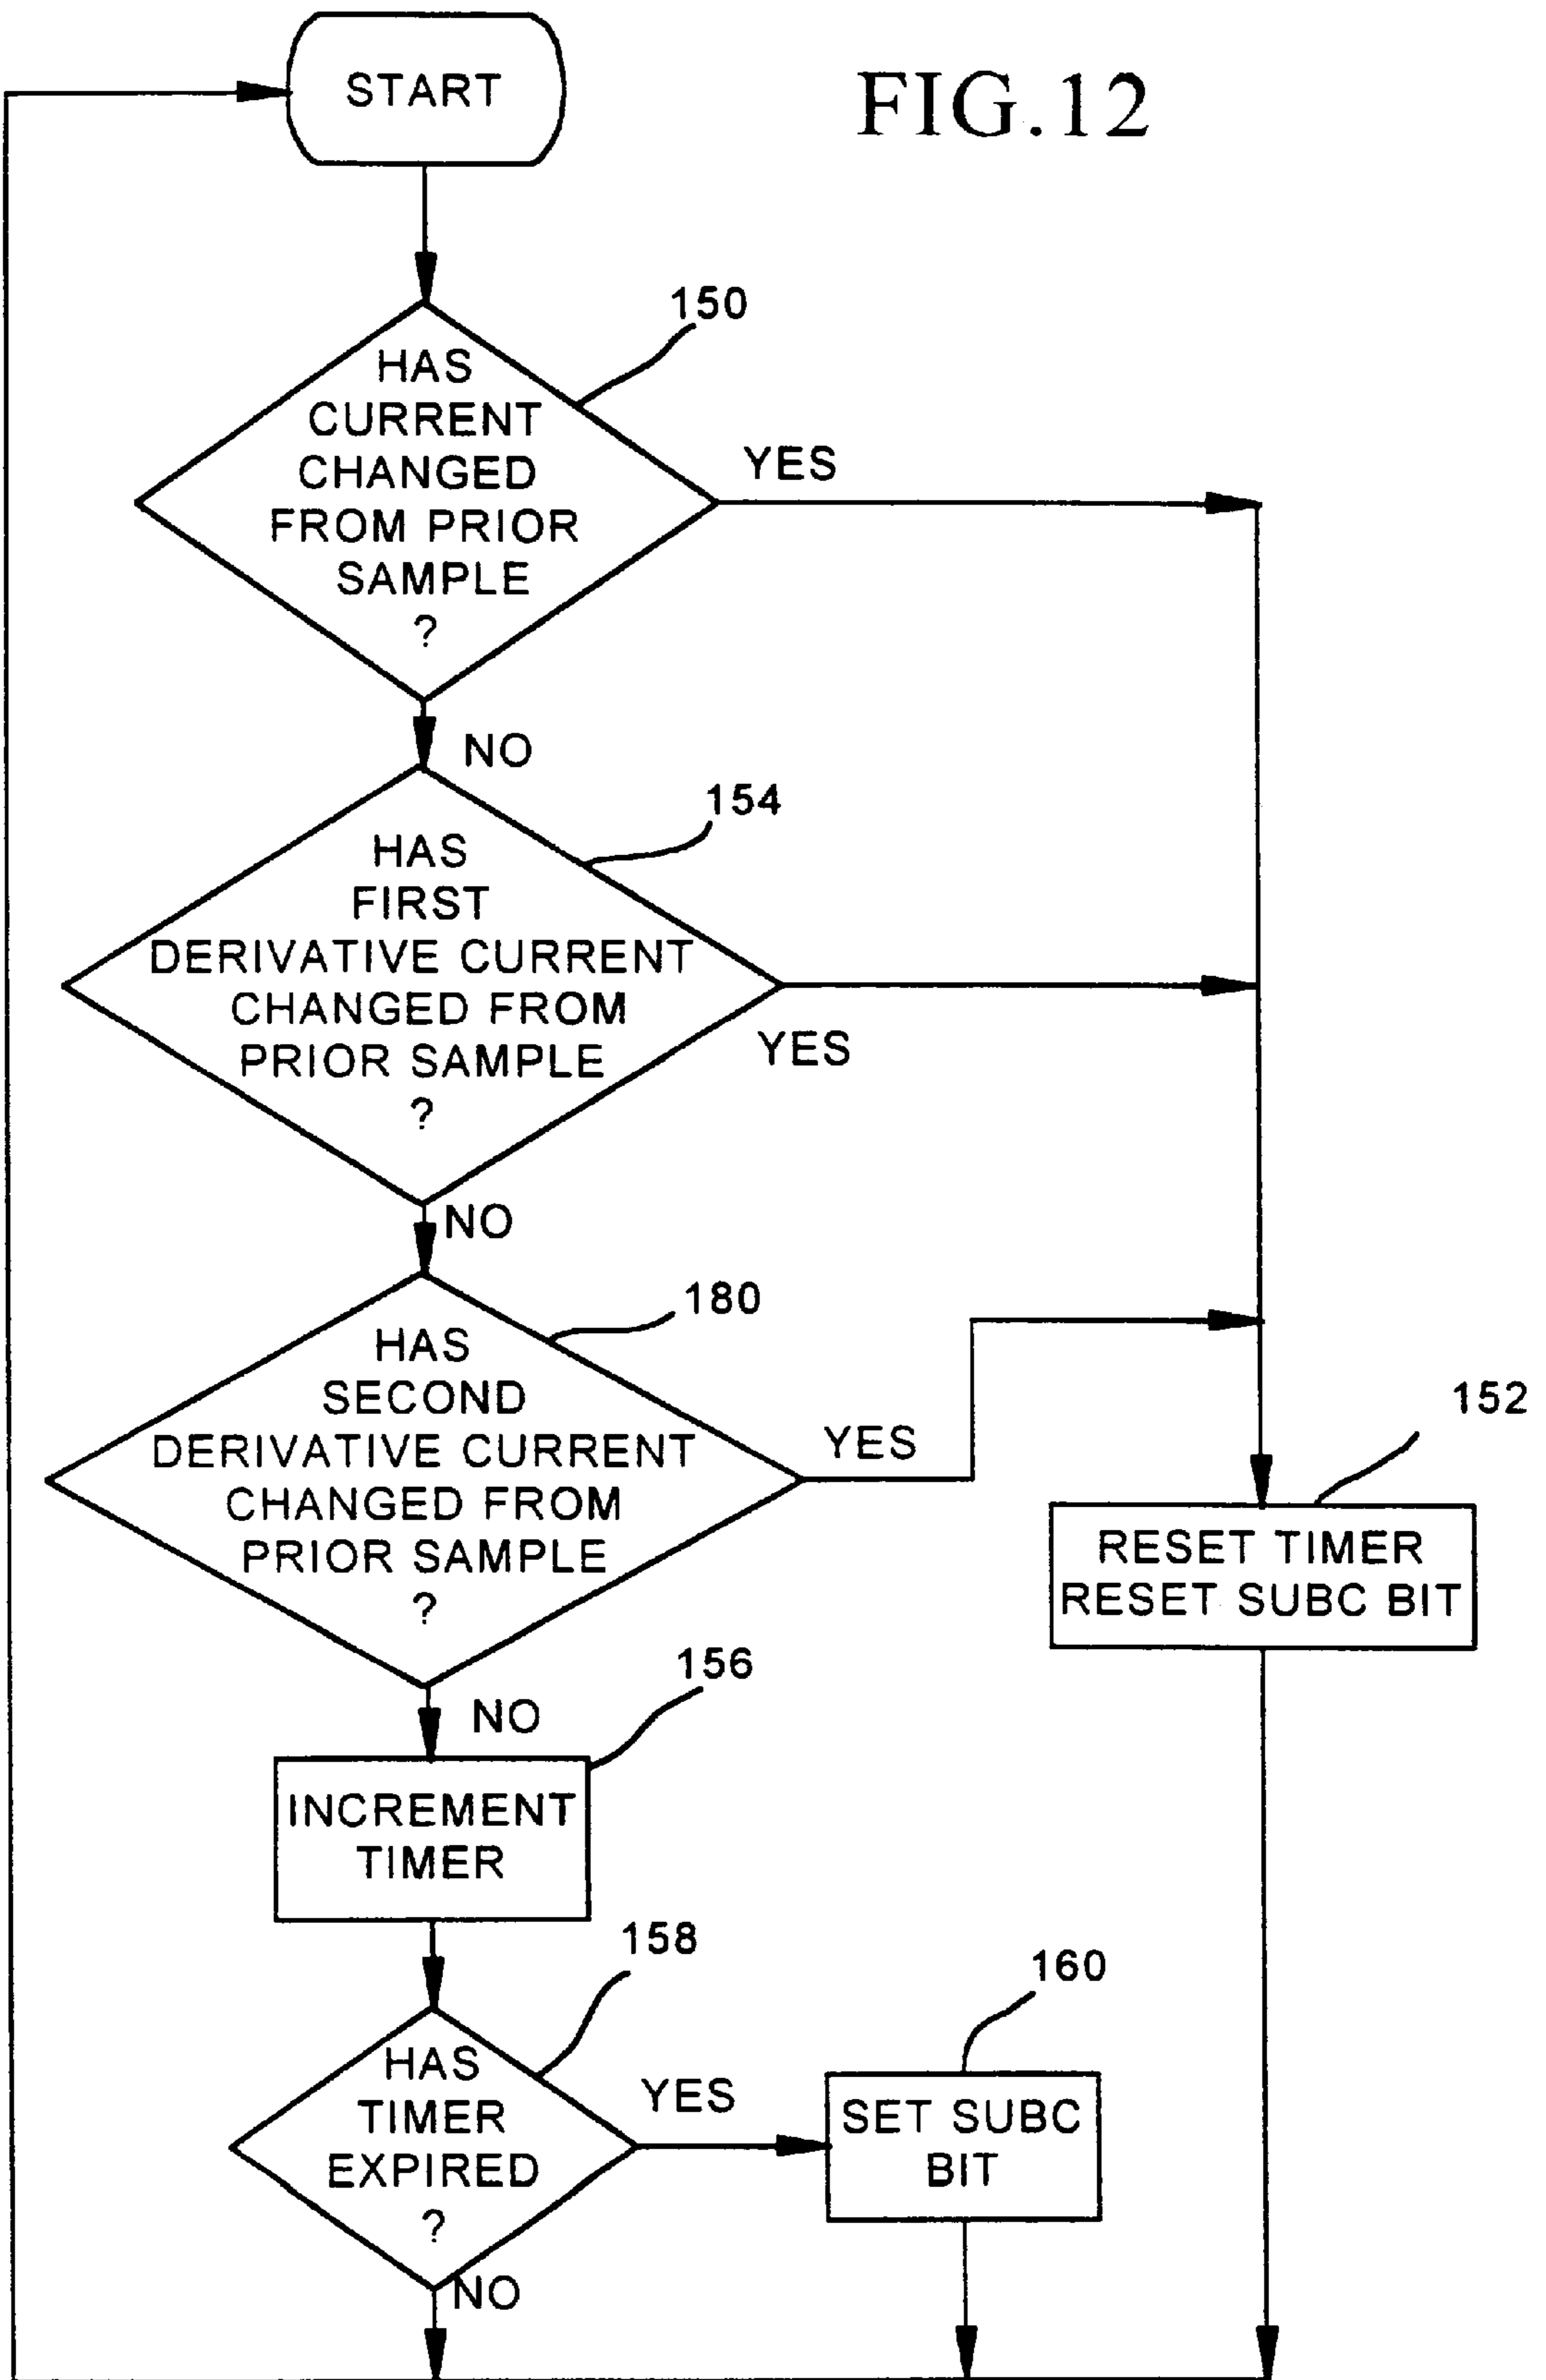 START
FIG.12
150
HAS
CURRENT
CHANGED
FROM PRIOR
SAMPLE
?
YES
NO
154
HAS
FIRST
DERIVATIVE CURRENT
CHANGED FROM
PRIOR SAMPLE
?
YES
NO
180
HAS
SECOND
DERIVATIVE CURRENT
CHANGED FROM
PRIOR SAMPLE
?
YES
152
RESET TIMER
RESET SUBC BIT
NO
156
INCREMENT
TIMER
158
HAS
TIMER
EXPIRED
?
YES
160
SET SUBC
BIT
NO